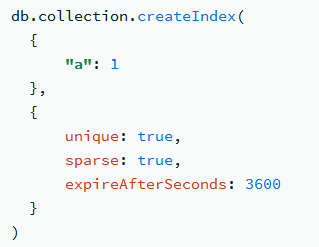 db.collection.createIndex(
  {
    "a": 1
  },
  {
    unique: true,
    sparse: true,
    expireAfterSeconds: 3600
  }
)